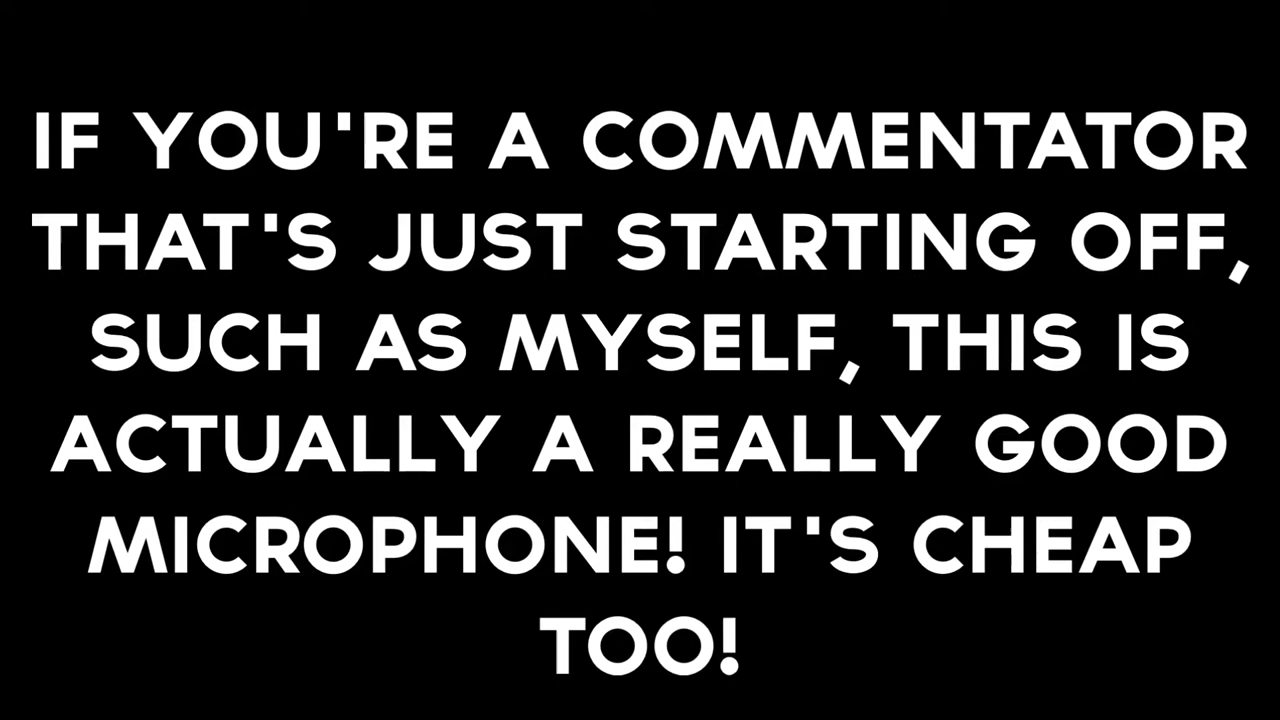 IF YOU'RE A COMMENTATOR
THAT'S JUST STARTING OFF,
SUCH AS MYSELF, THIS IS
ACTUALLY A REALLY GOOD
MICROPHONE! IT'S CHEAP
TOO!